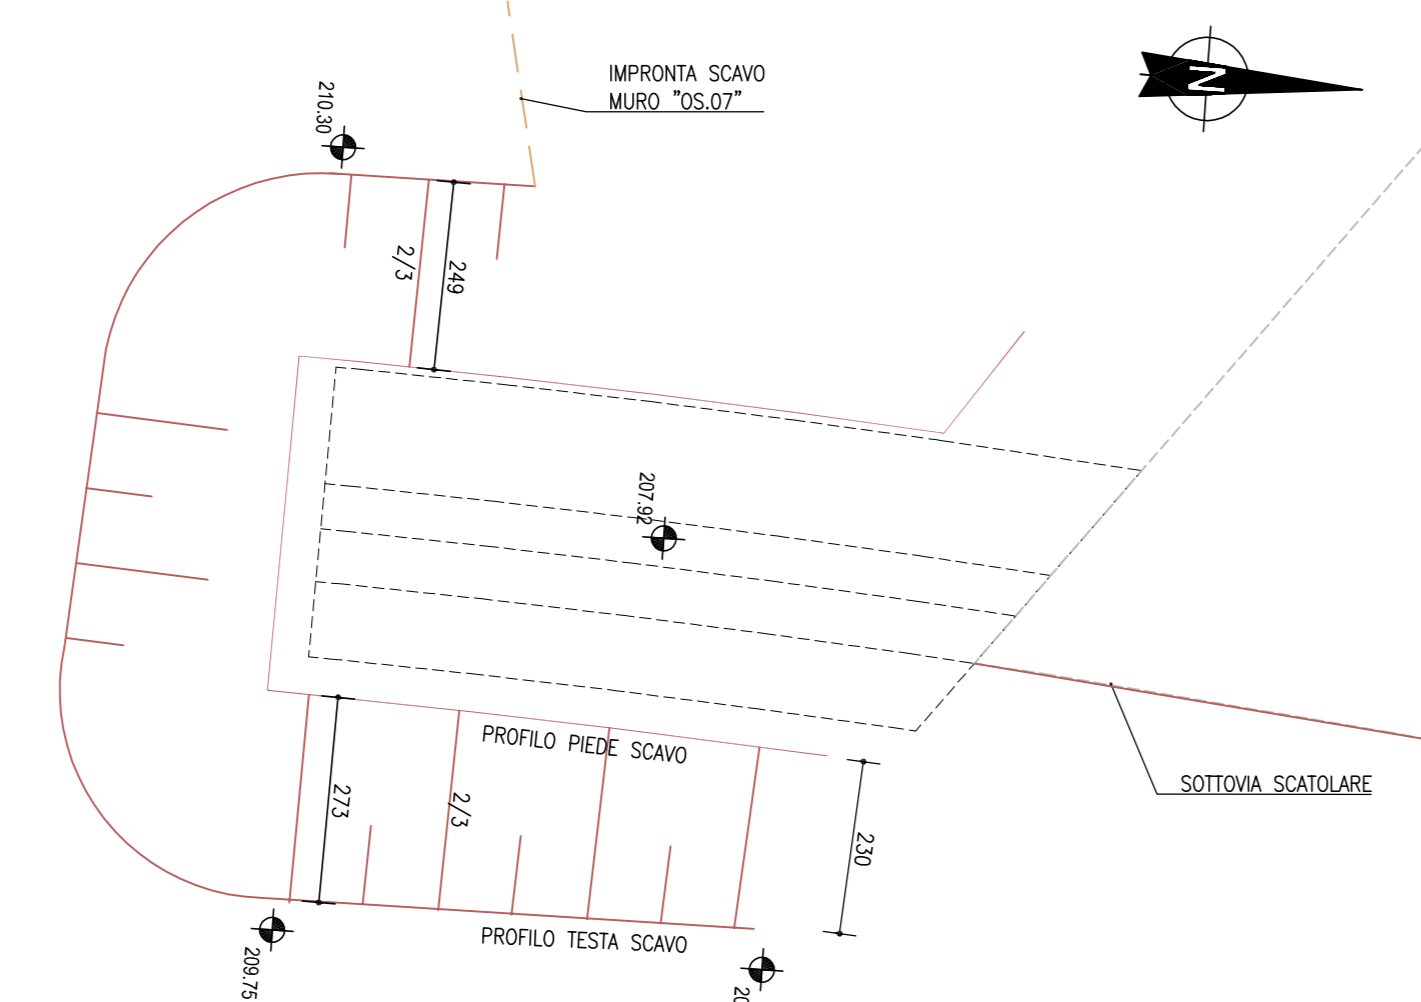 IMPRONTA SCAVO
MURO "OS.07"
N
210.30
2/3
249
207.92
PROFILO PIEDE SCAVO
SOTTOVIA SCATOLARE
273
2/3
230
PROFILO TESTA SCAVO
209.75